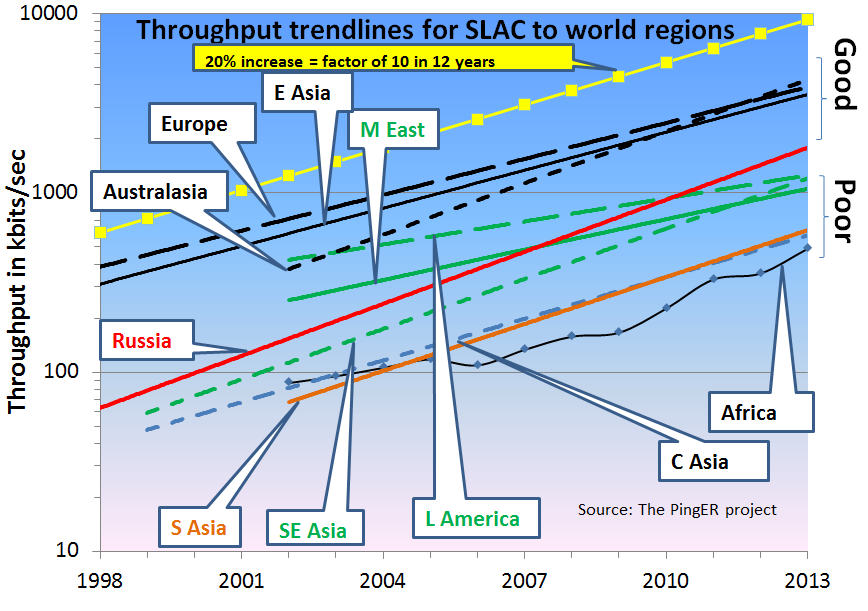 Throughput trendlines for SLAC to world regions
20% increase = factor of 10 in 12 years
Throughput in kbits/sec
10000
1000
100
10
1998
2001
2004
2007
2010
2013
E Asia
Europe
M East
Australasia
Russia
S Asia
SE Asia
L America
C Asia
Africa
Good
Poor
Source: The PingER project